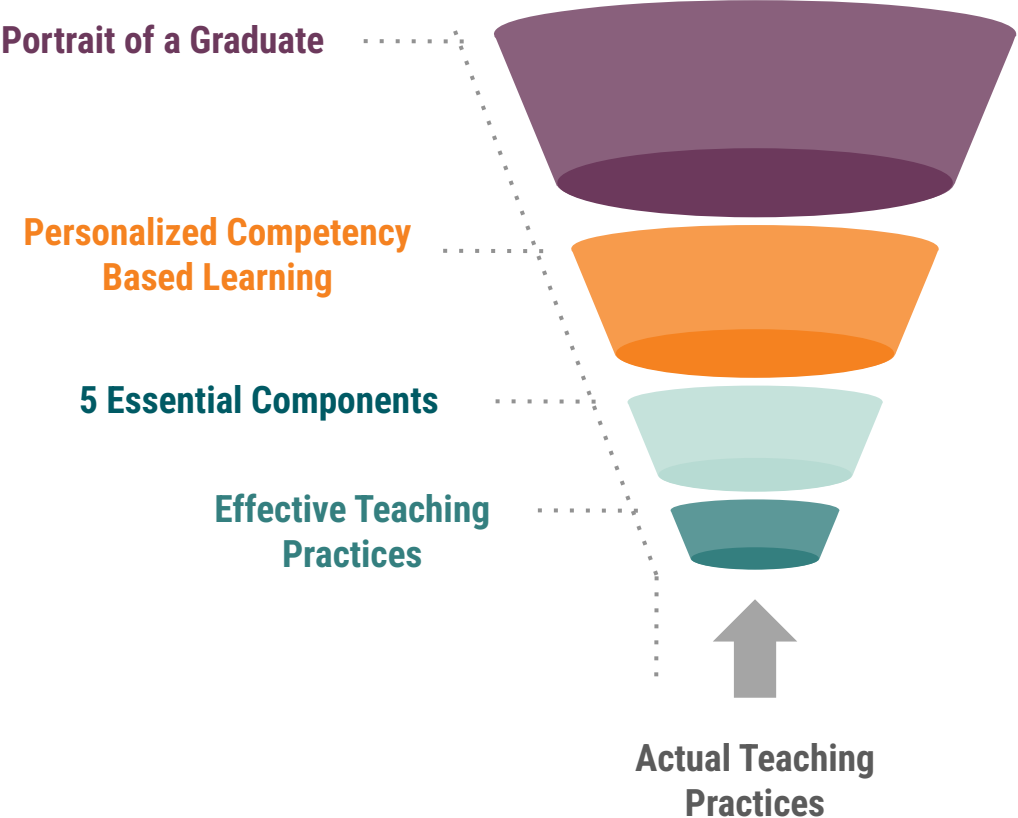 Portrait of a Graduate
Personalized Competency
Based Learning
5 Essential Components
Effective Teaching
Practices
Actual Teaching
Practices